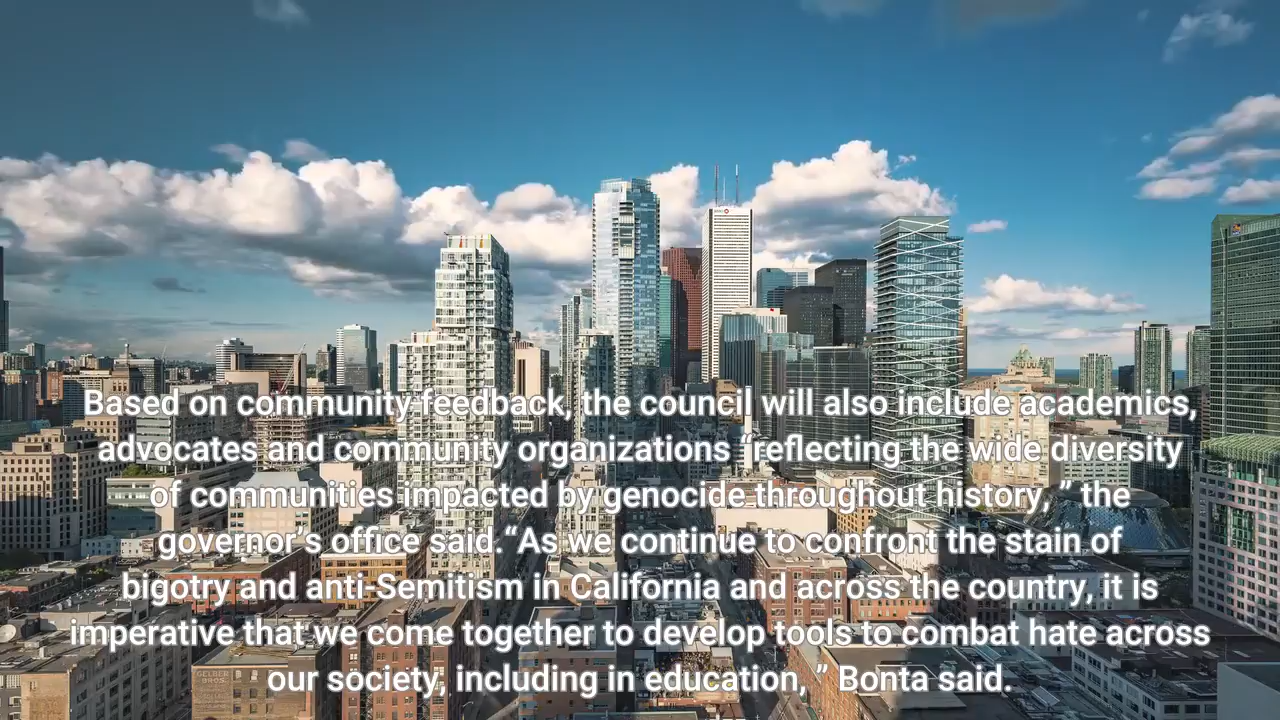 Based on community feedback, the council will also include academics,
advocates and community organizations “reflecting the wide diversity
of communities impacted by genocide throughout history, ” the
governor’s office said.“As we continue to confront the stain of
bigotry and anti-Semitism in California and across the country, it is
imperative that we come together to develop tools to combat hate across
our society, including in education, ” Bonta said.
GELBER
BROS